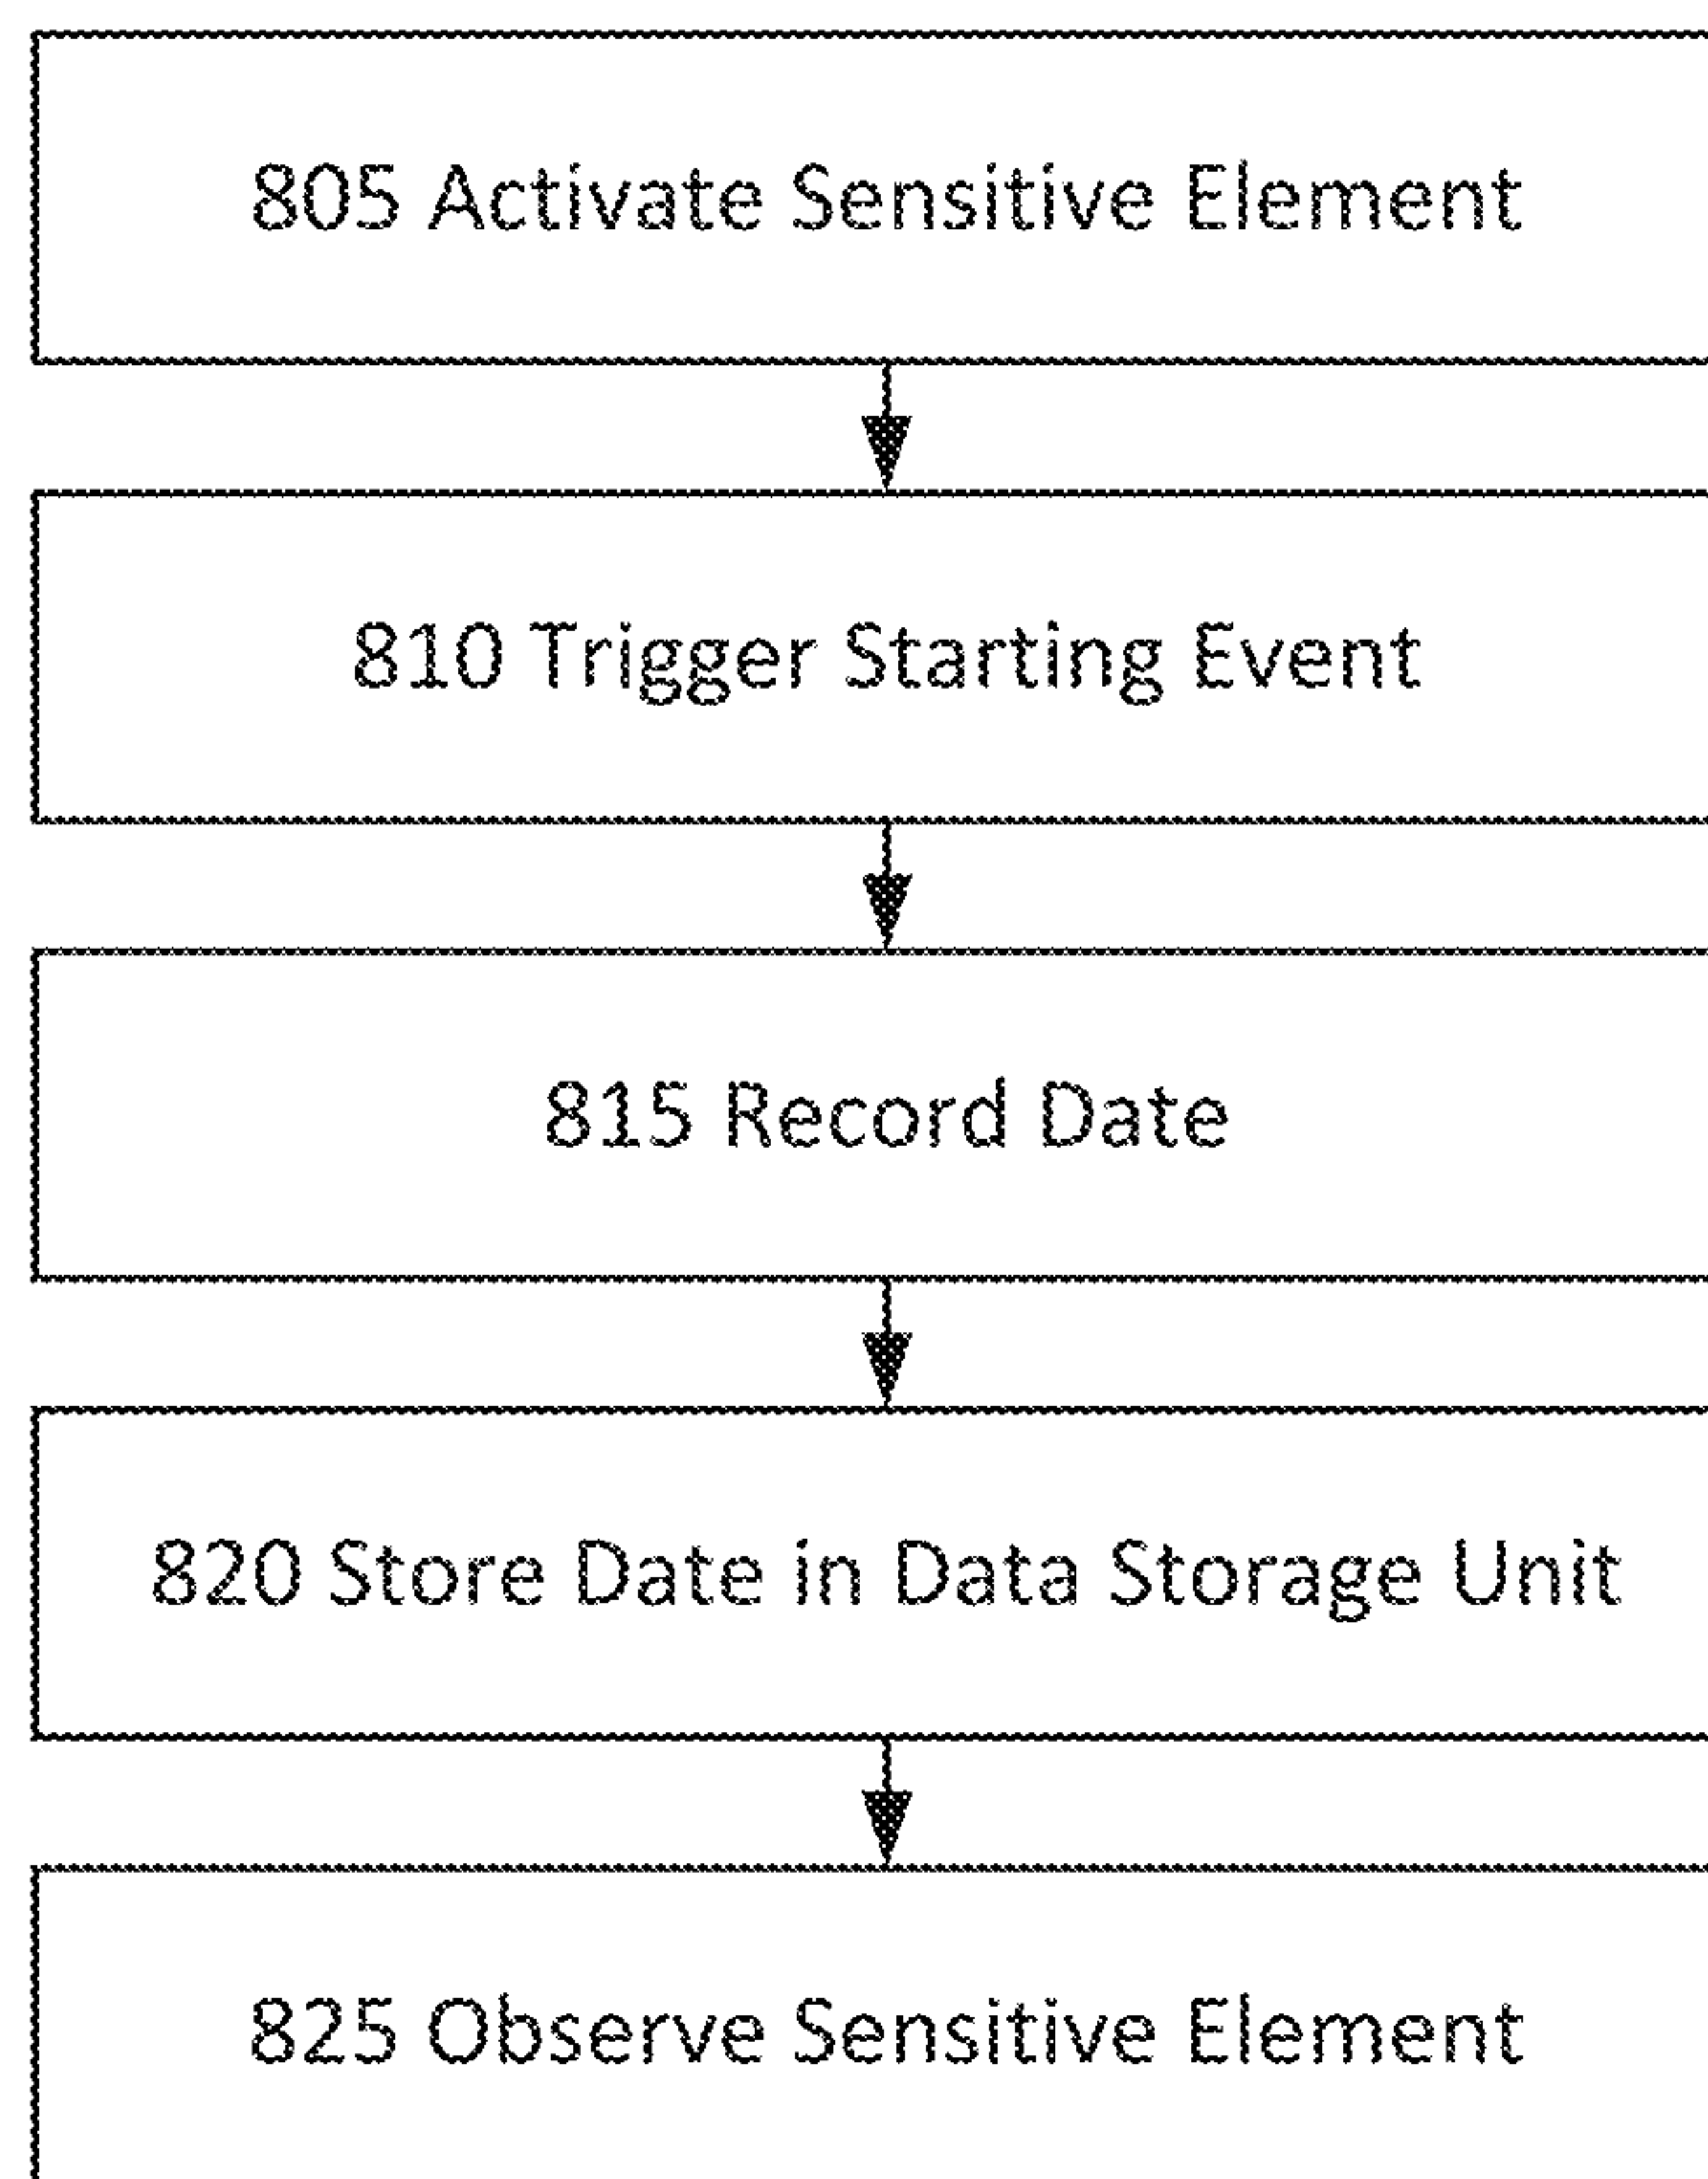 805 Activate Sensitive Element
810 Trigger Starting Event
815 Record Date
820 Store Date in Data Storage Unit
825 Observe Sensitive Element